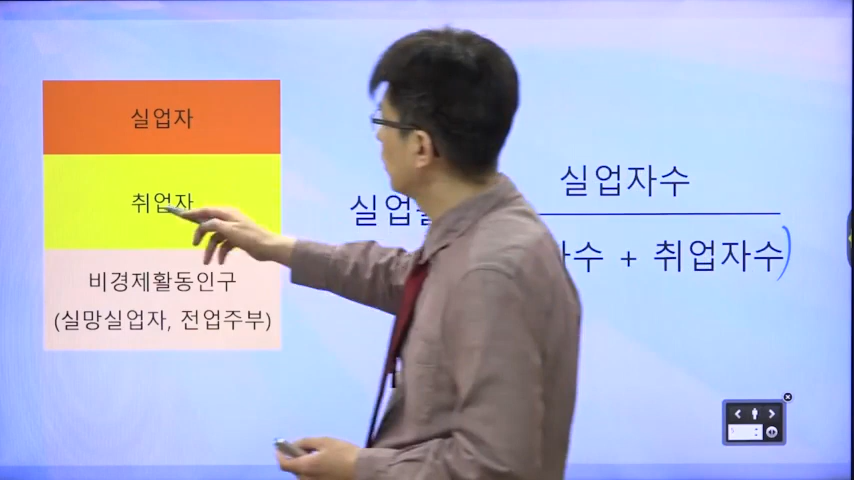 실업자
취업자
비경제활동인구
(실망실업자, 전업주부)
실업자수
수 + 취업자수)